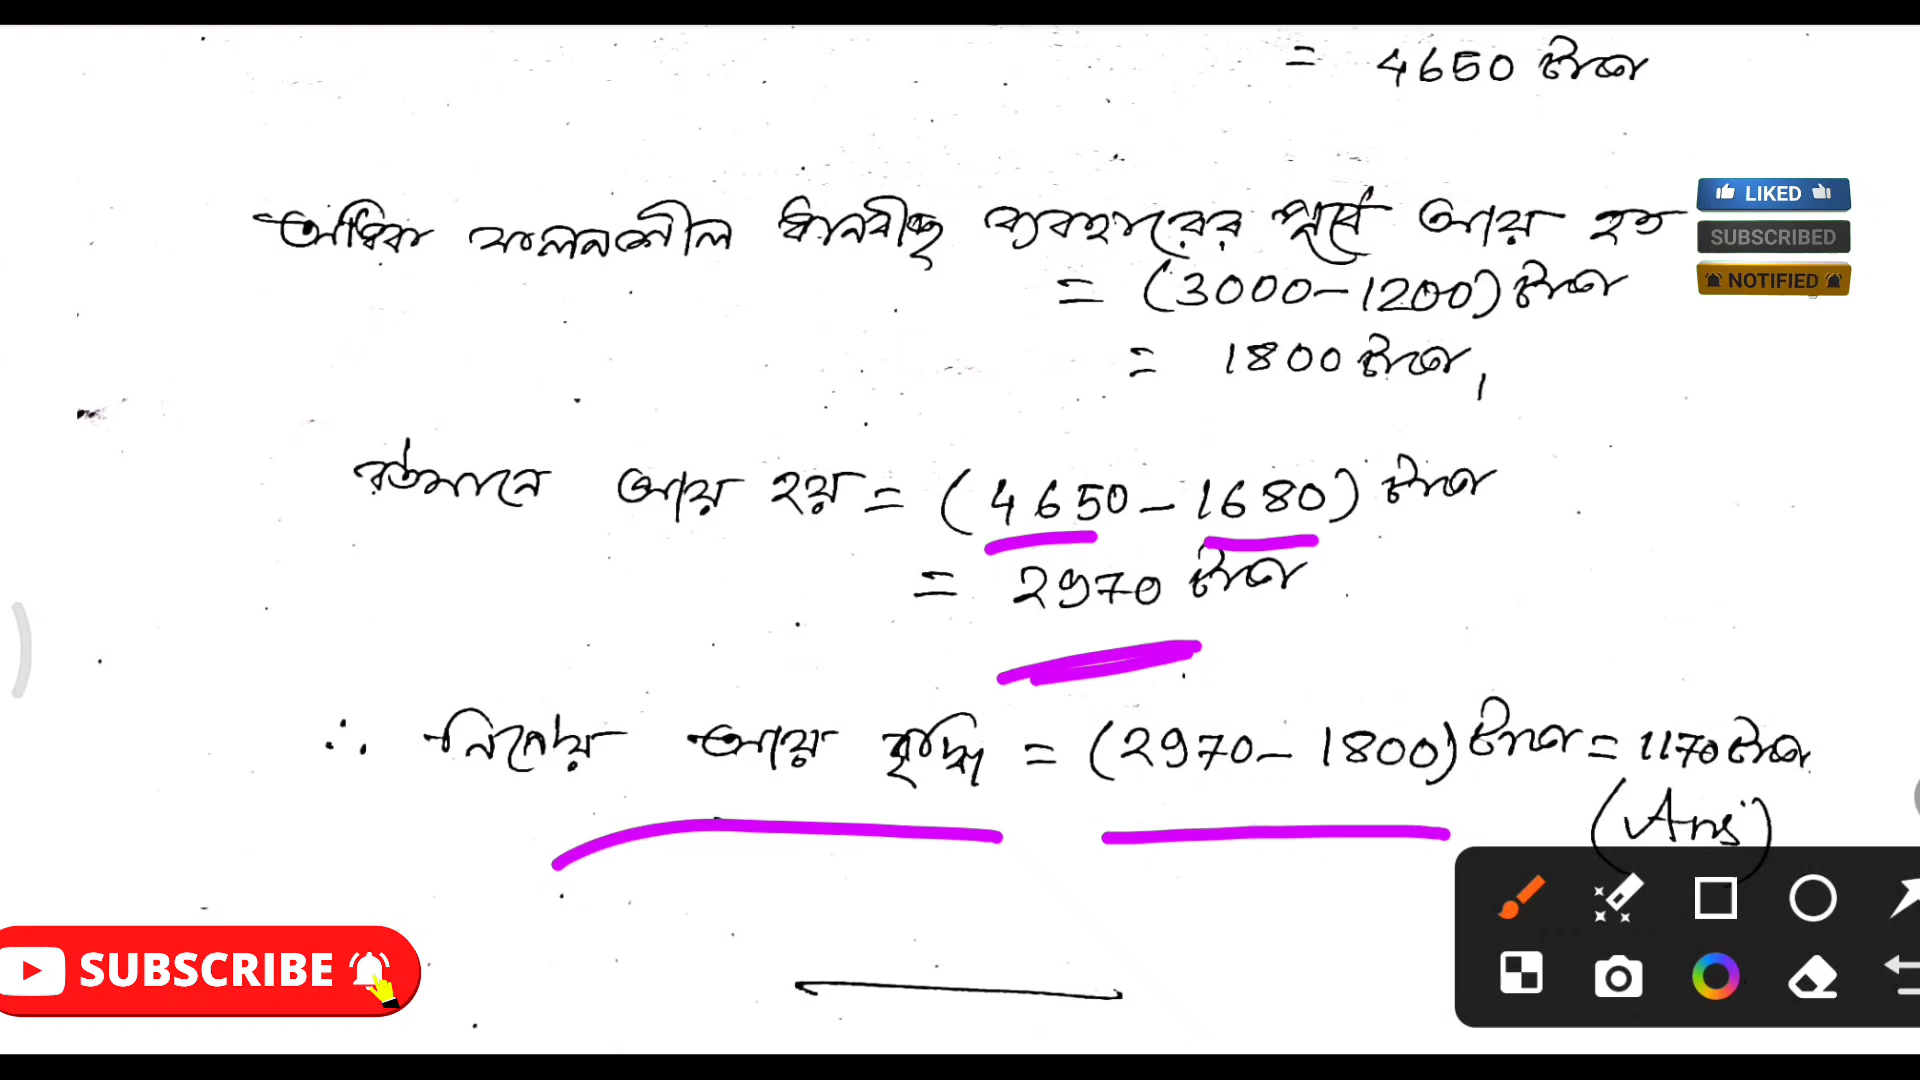 = 4650 টাকা
অধিক ফলনশীল ধানবীজ ব্যবহারের পূর্বে আয় হত
= (3000-1200) টাকা
= 1800 টাকা,
বর্তমানে আয় হয় = (4650-1680) টাকা
= 2970 টাকা
∴ নির্ণেয় আয় বৃদ্ধি = (2970-1800) টাকা = 1170 টাকা
(Ans)
LIKED
SUBSCRIBED
NOTIFIED
SUBSCRIBE